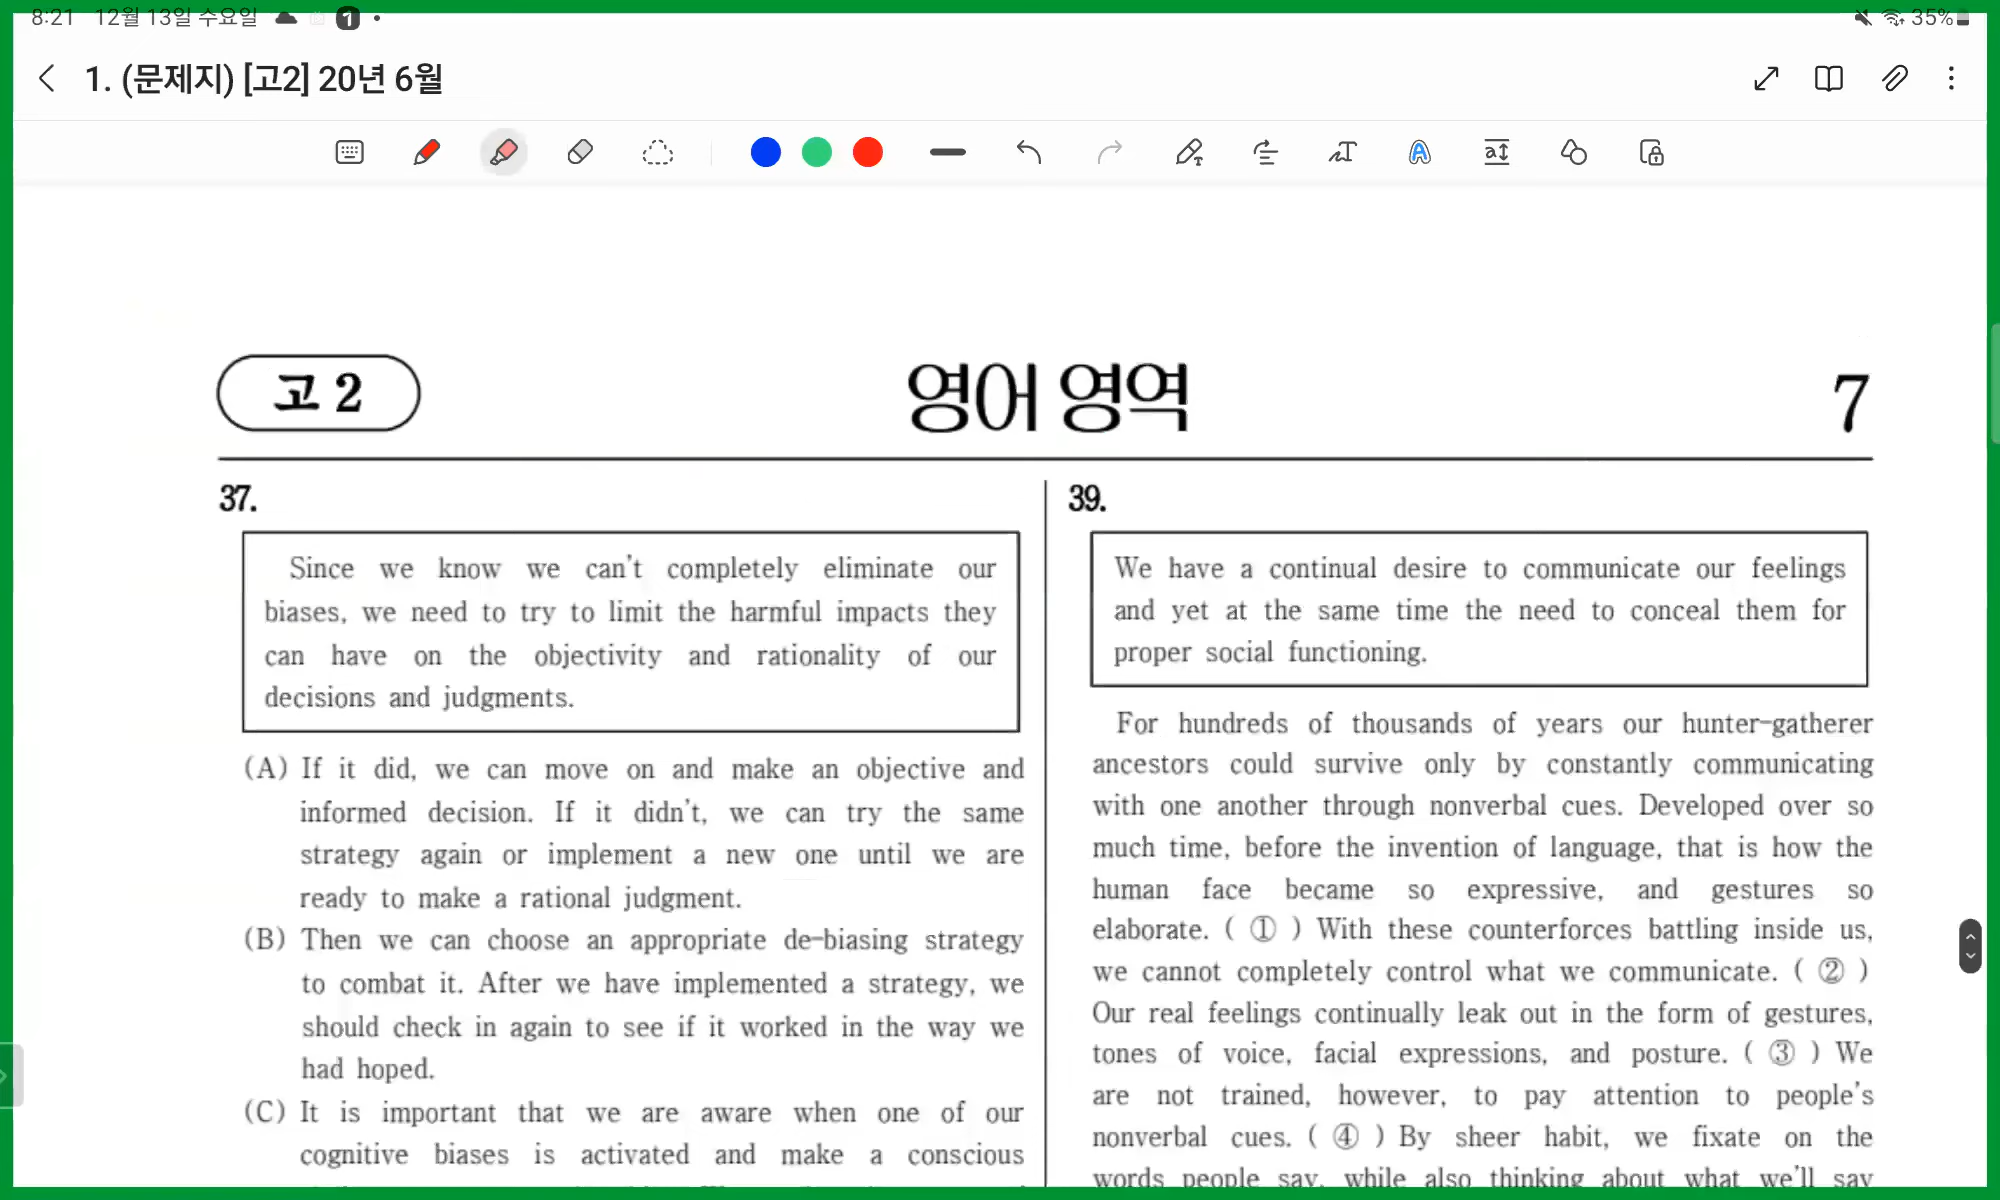 8:21 12월 13일 수요일
35%
1. (문제지) [고2] 20년 6월
고 2
영어 영역
7
37.
Since we know we can't completely eliminate our
biases, we need to try to limit the harmful impacts they
can have on the objectivity and rationality of our
decisions and judgments.
(A) If it did, we can move on and make an objective and
informed decision. If it didn't, we can try the same
strategy again or implement a new one until we are
ready to make a rational judgment.
(B) Then we can choose an appropriate de-biasing strategy
to combat it. After we have implemented a strategy, we
should check in again to see if it worked in the way we
had hoped.
(C) It is important that we are aware when one of our
cognitive biases is activated and make a conscious
39.
We have a continual desire to communicate our feelings
and yet at the same time the need to conceal them for
proper social functioning.
For hundreds of thousands of years our hunter-gatherer
ancestors could survive only by constantly communicating
with one another through nonverbal cues. Developed over so
much time, before the invention of language, that is how the
human face became so expressive, and gestures so
elaborate. ( ① ) With these counterforces battling inside us,
we cannot completely control what we communicate. ( ② )
Our real feelings continually leak out in the form of gestures,
tones of voice, facial expressions, and posture. ( ③ ) We
are not trained, however, to pay attention to people's
nonverbal cues. ( ④ ) By sheer habit, we fixate on the
words people say, while also thinking about what we'll say